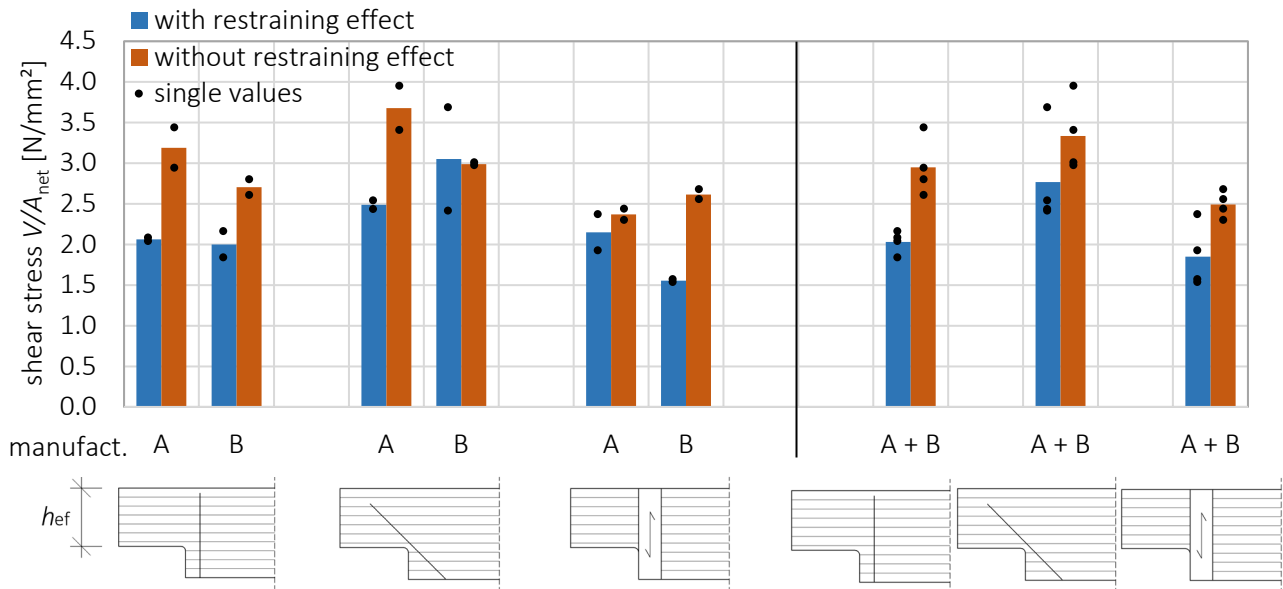 with restraining effect
without restraining effect
single values
shear stress V/Anet [N/mm²]
4.5
4.0
3.5
3.0
2.5
2.0
1.5
1.0
0.5
0.0
manufact. A B A B A B A + B A + B A + B
hef